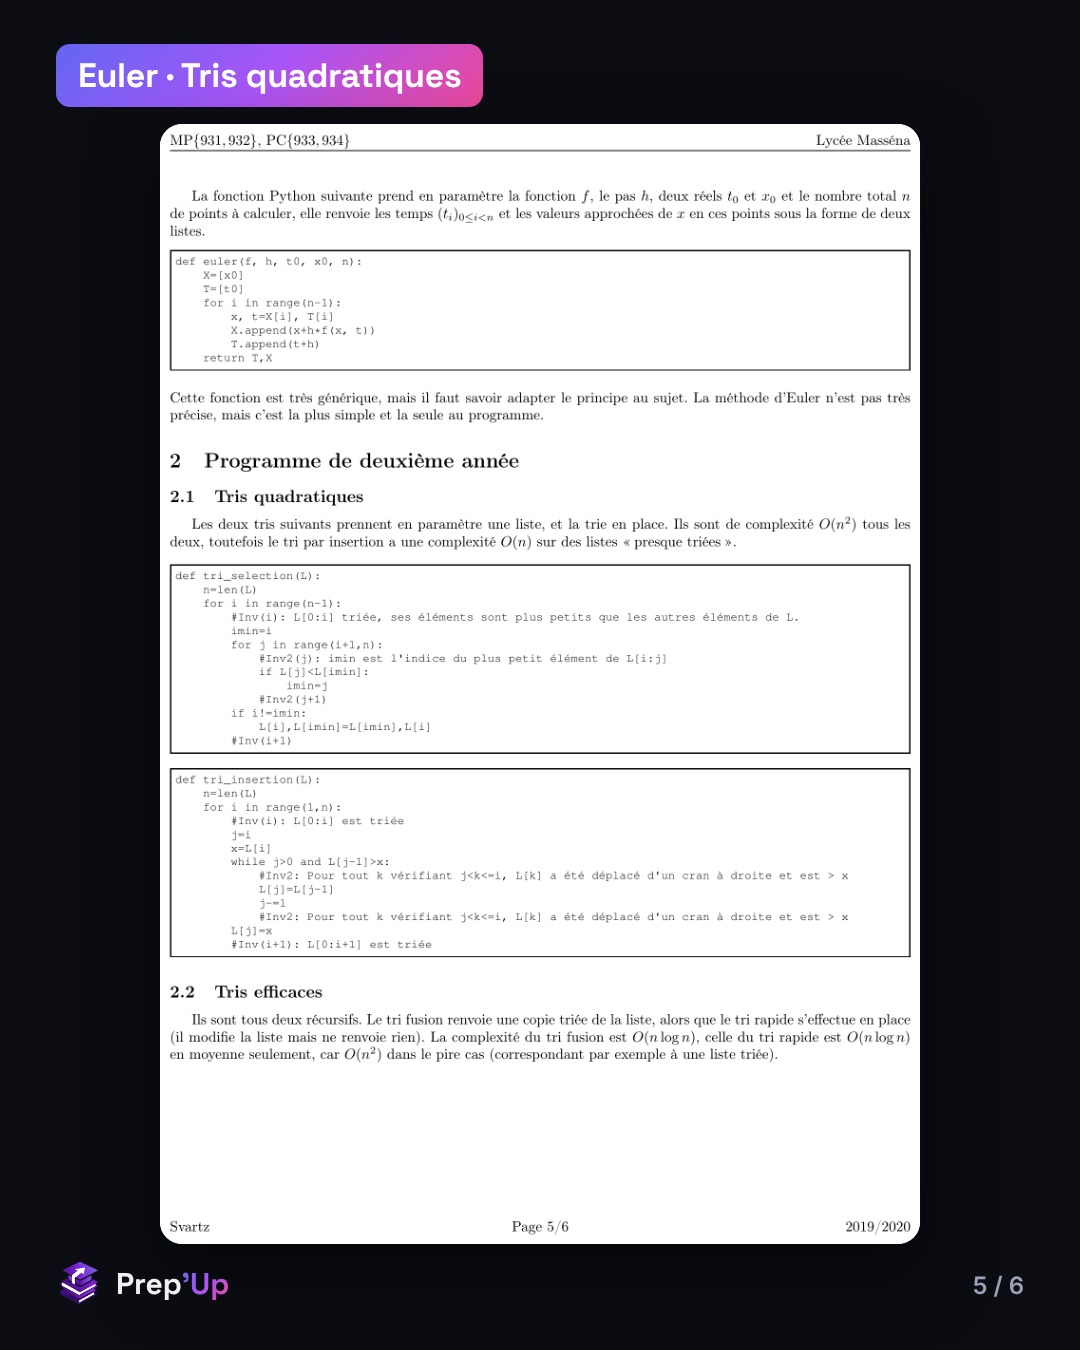 Euler · Tris quadratiques
MP{931, 932}, PC{933, 934} Lycée Masséna
La fonction Python suivante prend en paramètre la fonction f, le pas h, deux réels t₀ et x₀ et le nombre total n
de points à calculer, elle renvoie les temps (tᵢ)₀≤ᵢ<ₙ et les valeurs approchées de x en ces points sous la forme de deux
listes.
def euler(f, h, t0, x0, n):
    X=[x0]
    T=[t0]
    for i in range(n-1):
        x, t=X[i], T[i]
        X.append(x+h*f(x, t))
        T.append(t+h)
    return T,X
Cette fonction est très générique, mais il faut savoir adapter le principe au sujet. La méthode d'Euler n'est pas très
précise, mais c'est la plus simple et la seule au programme.
2 Programme de deuxième année
2.1 Tris quadratiques
Les deux tris suivants prennent en paramètre une liste, et la trie en place. Ils sont de complexité O(n²) tous les
deux, toutefois le tri par insertion a une complexité O(n) sur des listes « presque triées ».
def tri_selection(L):
    n=len(L)
    for i in range(n-1):
        #Inv(i): L[0:i] triée, ses éléments sont plus petits que les autres éléments de L.
        imin=i
        for j in range(i+1,n):
            #Inv2(j): imin est l'indice du plus petit élément de L[i:j]
            if L[j]<L[imin]:
                imin=j
            #Inv2(j+1)
        if i!=imin:
            L[i],L[imin]=L[imin],L[i]
        #Inv(i+1)
def tri_insertion(L):
    n=len(L)
    for i in range(1,n):
        #Inv(i): L[0:i] est triée
        j=i
        x=L[i]
        while j>0 and L[j-1]>x:
            #Inv2: Pour tout k vérifiant j<k<=i, L[k] a été déplacé d'un cran à droite et est > x
            L[j]=L[j-1]
            j-=1
            #Inv2: Pour tout k vérifiant j<k<=i, L[k] a été déplacé d'un cran à droite et est > x
        L[j]=x
        #Inv(i+1): L[0:i+1] est triée
2.2 Tris efficaces
Ils sont tous deux récursifs. Le tri fusion renvoie une copie triée de la liste, alors que le tri rapide s'effectue en place
(il modifie la liste mais ne renvoie rien). La complexité du tri fusion est O(n log n), celle du tri rapide est O(n log n)
en moyenne seulement, car O(n²) dans le pire cas (correspondant par exemple à une liste triée).
Svartz Page 5/6 2019/2020
Prep'Up 5 / 6